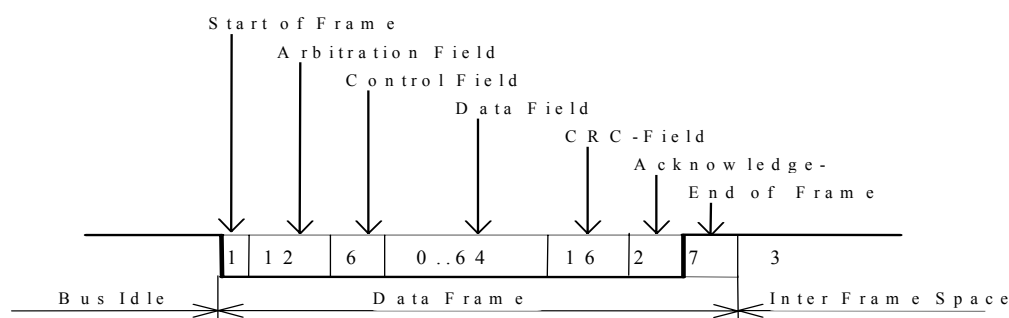 Start of Frame
Arbitration Field
Control Field
Data Field
CRC-Field
Acknowledge-
End of Frame
1 12 6 0..64 16 2 7 3
Bus Idle Data Frame Inter Frame Space